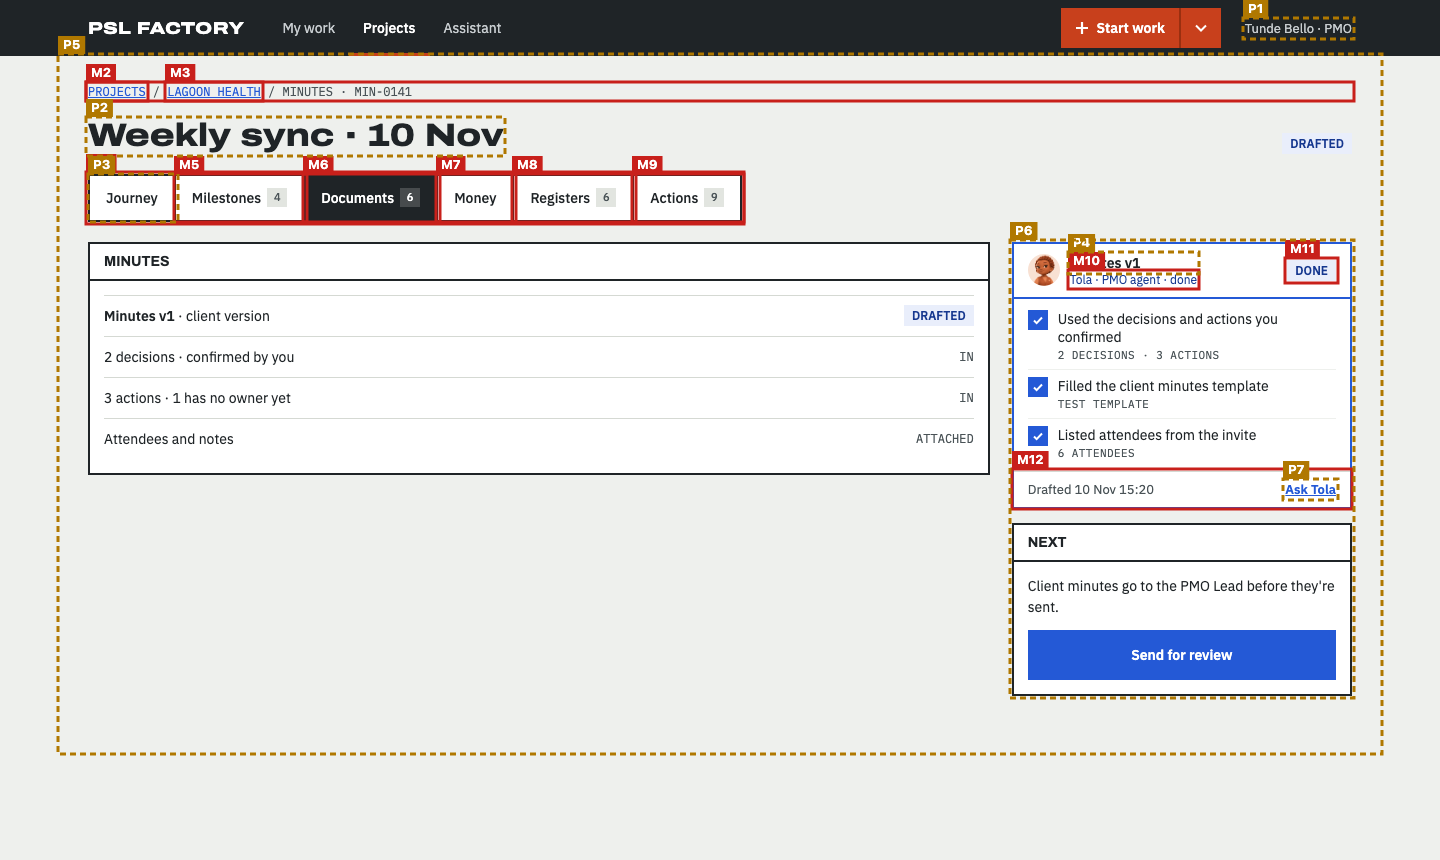 PSL FACTORY My work Projects Assistant Start work P1 Tunde Bello · PMO
P5
M2 M3
PROJECTS / LAGOON HEALTH / MINUTES · MIN-0141
P2
Weekly sync · 10 Nov
DRAFTED
P3 M5 M6 M7 M8 M9
Journey Milestones 4 Documents 6 Money Registers 6 Actions 9
MINUTES
Minutes v1 · client version DRAFTED
2 decisions · confirmed by you IN
3 actions · 1 has no owner yet IN
Attendees and notes ATTACHED
P6 P4 M11
M10 v1 DONE
Tola · PMO agent · done
Used the decisions and actions you
confirmed
2 DECISIONS · 3 ACTIONS
Filled the client minutes template
TEST TEMPLATE
Listed attendees from the invite
6 ATTENDEES
M12 P7
Drafted 10 Nov 15:20 Ask Tola
NEXT
Client minutes go to the PMO Lead before they're
sent.
Send for review